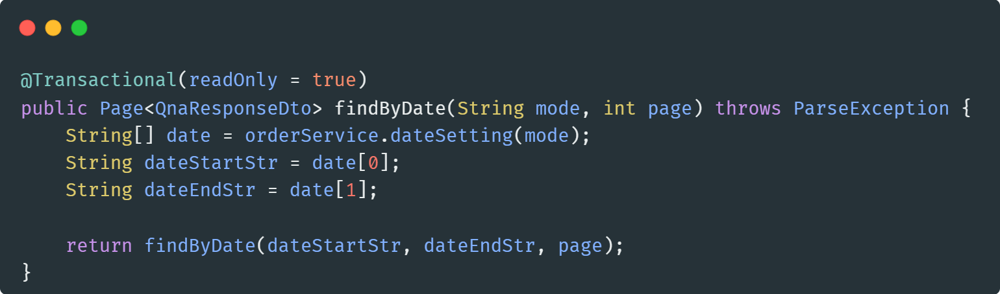 @Transactional(readOnly = true)
public Page<QnaResponseDto> findByDate(String mode, int page) throws ParseException {
    String[] date = orderService.dateSetting(mode);
    String dateStartStr = date[0];
    String dateEndStr = date[1];

    return findByDate(dateStartStr, dateEndStr, page);
}